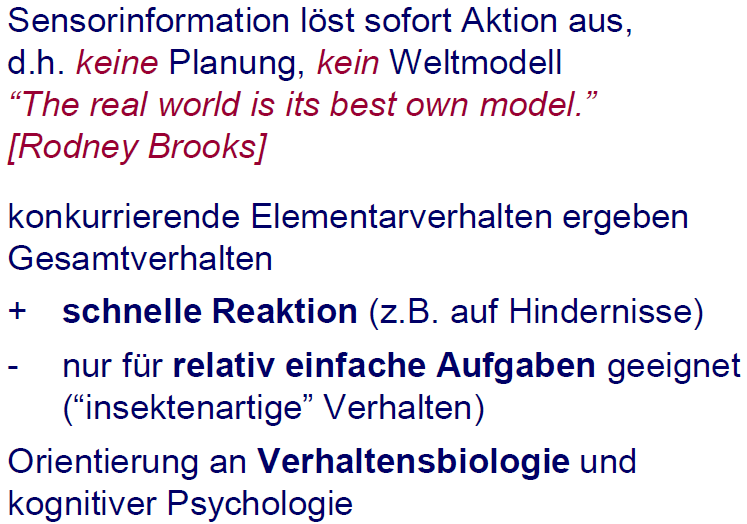 Sensorinformation löst sofort Aktion aus,
d.h. keine Planung, kein Weltmodell
“The real world is its best own model.”
[Rodney Brooks]
konkurrierende Elementarverhalten ergeben
Gesamtverhalten
+ schnelle Reaktion (z.B. auf Hindernisse)
- nur für relativ einfache Aufgaben geeignet
(“insektenartige” Verhalten)
Orientierung an Verhaltensbiologie und
kognitiver Psychologie